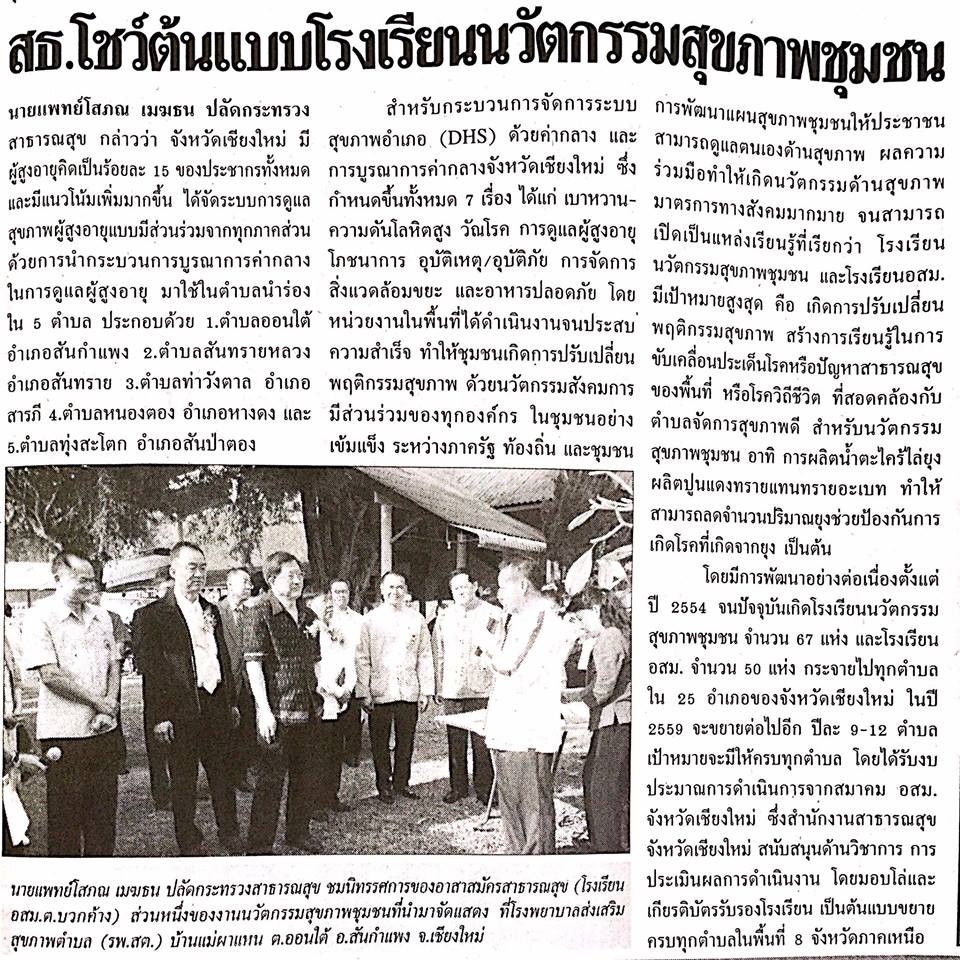 สธ.โชว์ต้นแบบโรงเรียนนวัตกรรมสุขภาพชุมชน
นายแพทย์โสภณ เมฆธน ปลัดกระทรวง
สาธารณสุข กล่าวว่า จังหวัดเชียงใหม่ มี
ผู้สูงอายุคิดเป็นร้อยละ 15 ของประชากรทั้งหมด
และมีแนวโน้มเพิ่มมากขึ้น ได้จัดระบบการดูแล
สุขภาพผู้สูงอายุแบบมีส่วนร่วมจากทุกภาคส่วน
ด้วยการนำกระบวนการบูรณาการค่ากลาง
ในการดูแลผู้สูงอายุ มาใช้ในตำบลนำร่อง
ใน 5 ตำบล ประกอบด้วย 1.ตำบลออนใต้
อำเภอสันกำแพง 2.ตำบลสันทรายหลวง
อำเภอสันทราย 3.ตำบลท่าวังตาล อำเภอ
สารภี 4.ตำบลหนองตอง อำเภอหางดง และ
5.ตำบลทุ่งสะโตก อำเภอสันป่าตอง
สำหรับกระบวนการจัดการระบบ
สุขภาพอำเภอ (DHS) ด้วยค่ากลาง และ
การบูรณาการค่ากลางจังหวัดเชียงใหม่ ซึ่ง
กำหนดขึ้นทั้งหมด 7 เรื่อง ได้แก่ เบาหวาน-
ความดันโลหิตสูง วัณโรค การดูแลผู้สูงอายุ
โภชนาการ อุบัติเหตุ/อุบัติภัย การจัดการ
สิ่งแวดล้อมขยะ และอาหารปลอดภัย โดย
หน่วยงานในพื้นที่ได้ดำเนินงานจนประสบ
ความสำเร็จ ทำให้ชุมชนเกิดการปรับเปลี่ยน
พฤติกรรมสุขภาพ ด้วยนวัตกรรมสังคมการ
มีส่วนร่วมของทุกองค์กร ในชุมชนอย่าง
เข้มแข็ง ระหว่างภาครัฐ ท้องถิ่น และชุมชน
การพัฒนาแผนสุขภาพชุมชนให้ประชาชน
สามารถดูแลตนเองด้านสุขภาพ ผลความ
ร่วมมือทำให้เกิดนวัตกรรมด้านสุขภาพ
มาตรการทางสังคมมากมาย จนสามารถ
เปิดเป็นแหล่งเรียนรู้ที่เรียกว่า โรงเรียน
นวัตกรรมสุขภาพชุมชน และโรงเรียนอสม.
มีเป้าหมายสูงสุด คือ เกิดการปรับเปลี่ยน
พฤติกรรมสุขภาพ สร้างการเรียนรู้ในการ
ขับเคลื่อนประเด็นโรคหรือปัญหาสาธารณสุข
ของพื้นที่ หรือโรควิถีชีวิต ที่สอดคล้องกับ
ตำบลจัดการสุขภาพดี สำหรับนวัตกรรม
สุขภาพชุมชน อาทิ การผลิตน้ำตะไคร้ไล่ยุง
ผลิตปูนแดงทรายแทนทรายอะเบท ทำให้
สามารถลดจำนวนปริมาณยุงช่วยป้องกันการ
เกิดโรคที่เกิดจากยุง เป็นต้น
โดยมีการพัฒนาอย่างต่อเนื่องตั้งแต่
ปี 2554 จนปัจจุบันเกิดโรงเรียนนวัตกรรม
สุขภาพชุมชน จำนวน 67 แห่ง และโรงเรียน
อสม. จำนวน 50 แห่ง กระจายไปทุกตำบล
ใน 25 อำเภอของจังหวัดเชียงใหม่ ในปี
2559 จะขยายต่อไปอีก ปีละ 9-12 ตำบล
เป้าหมายจะมีให้ครบทุกตำบล โดยได้รับงบ
ประมาณการดำเนินการจากสมาคม อสม.
จังหวัดเชียงใหม่ ซึ่งสำนักงานสาธารณสุข
จังหวัดเชียงใหม่ สนับสนุนด้านวิชาการ การ
ประเมินผลการดำเนินงาน โดยมอบโล่และ
เกียรติบัตรรับรองโรงเรียน เป็นต้นแบบขยาย
ครบทุกตำบลในพื้นที่ 8 จังหวัดภาคเหนือ
นายแพทย์โสภณ เมฆธน ปลัดกระทรวงสาธารณสุข ชมนิทรรศการของอาสาสมัครสาธารณสุข (โรงเรียน
อสม.ต.บวกค้าง) ส่วนหนึ่งของงานนวัตกรรมสุขภาพชุมชนที่นำมาจัดแสดง ที่โรงพยาบาลส่งเสริม
สุขภาพตำบล (รพ.สต.) บ้านแม่ผาแหน ต.ออนใต้ อ.สันกำแพง จ.เชียงใหม่